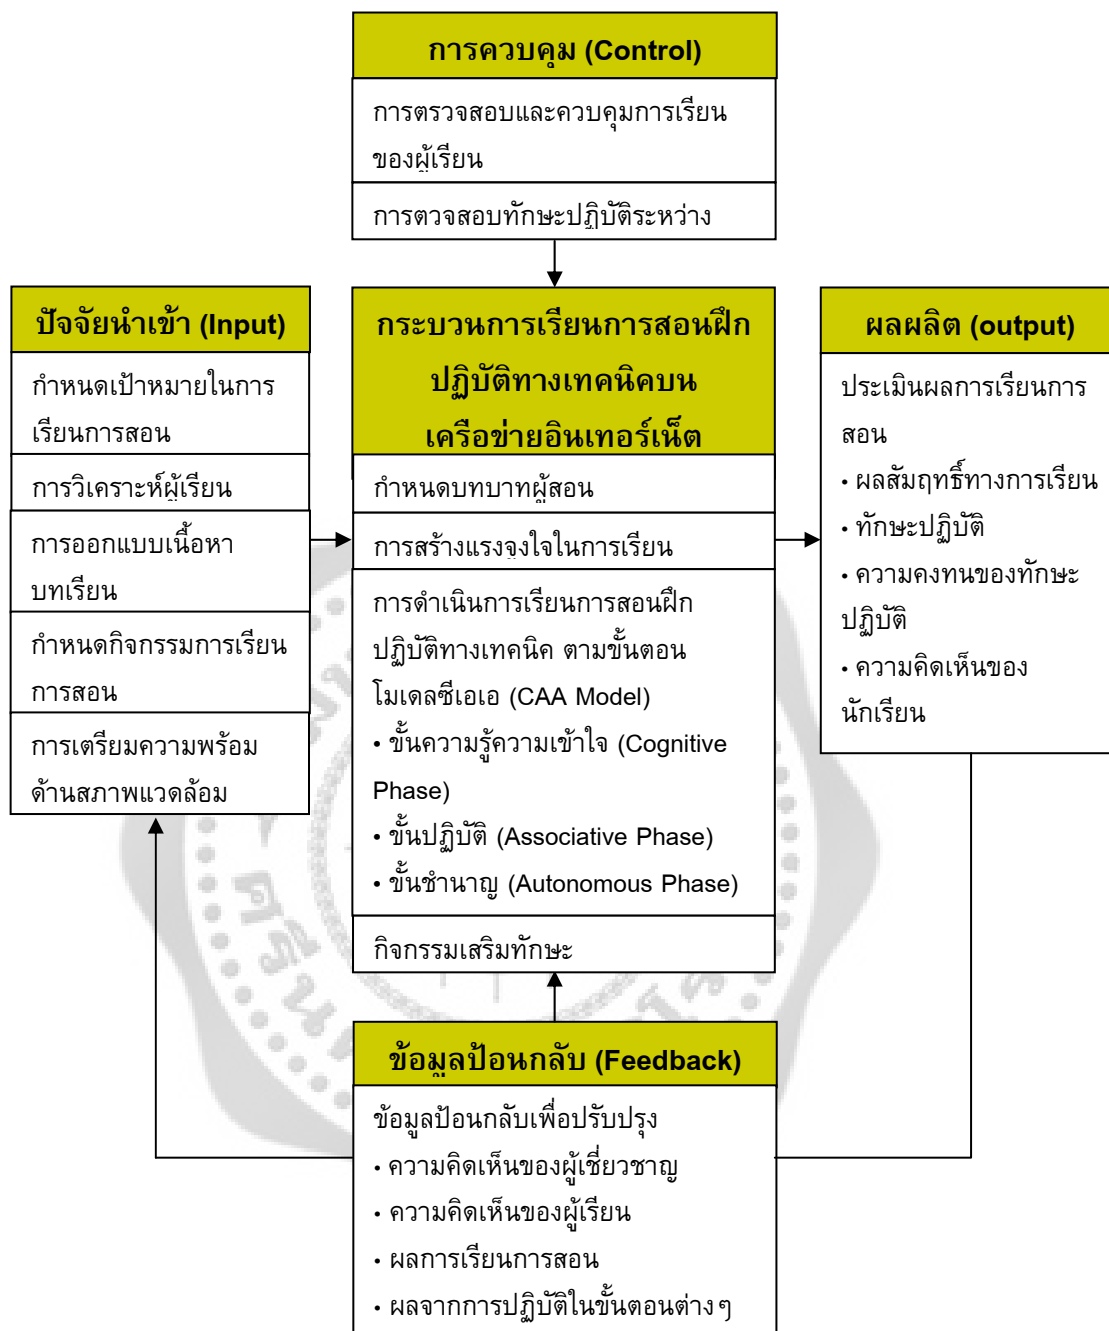 การควบคุม (Control)
การตรวจสอบและควบคุมการเรียน
ของผู้เรียน
การตวจสอบทักษะปฏิบัติระหว่าง
ปัจจัยนำเข้า (Input)
กำหนดเป้าหมายในการ
เรียนการสอน
การวิเคราะห์ผู้เรียน
การออกแบบเนื้อหา
บทเรียน
กำหนดกิจกรรมการเรียน
การสอน
การเตรียมความพร้อม
ด้านสภาพแวดล้อม
กระบวนการเรียนการสอนฝึก
ปฏิบัติทางเทคนิคบน
เครือข่ายอินเทอร์เน็ต
กำหนดบทบาทผู้สอน
การสร้างแรงจูงใจในการเรียน
การดำเนินการเรียนการสอนฝึก
ปฏิบัติทางเทคนิค ตามขั้นตอน
โมเดลซีเอเอ (CAA Model)
• ขั้นความรู้ความเข้าใจ (Cognitive
Phase)
• ขั้นปฏิบัติ (Associative Phase)
• ขั้นชำนาญ (Autonomous Phase)
กิจกรรมเสริมทักษะ
ผลผลิต (output)
ประเมินผลการเรียนการ
สอน
• ผลสัมฤทธิ์ทางการเรียน
• ทักษะปฏิบัติ
• ความคงทนของทักษะ
ปฏิบัติ
• ความคิดเห็นของ
นักเรียน
ข้อมูลป้อนกลับ (Feedback)
ข้อมูลป้อนกลับเพื่อปรับปรุง
• ความคิดเห็นของผู้เชี่ยวชาญ
• ความคิดเห็นของผู้เรียน
• ผลการเรียนการสอน
• ผลจากการปฏิบัติในขั้นตอนต่างๆ